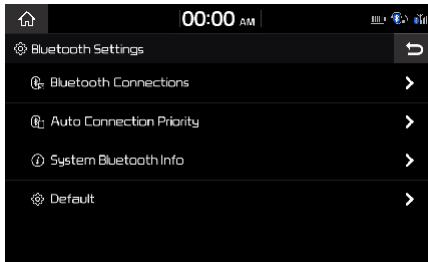 00:00 AM
Bluetooth Settings
Bluetooth Connections
Auto Connection Priority
System Bluetooth Info
Default